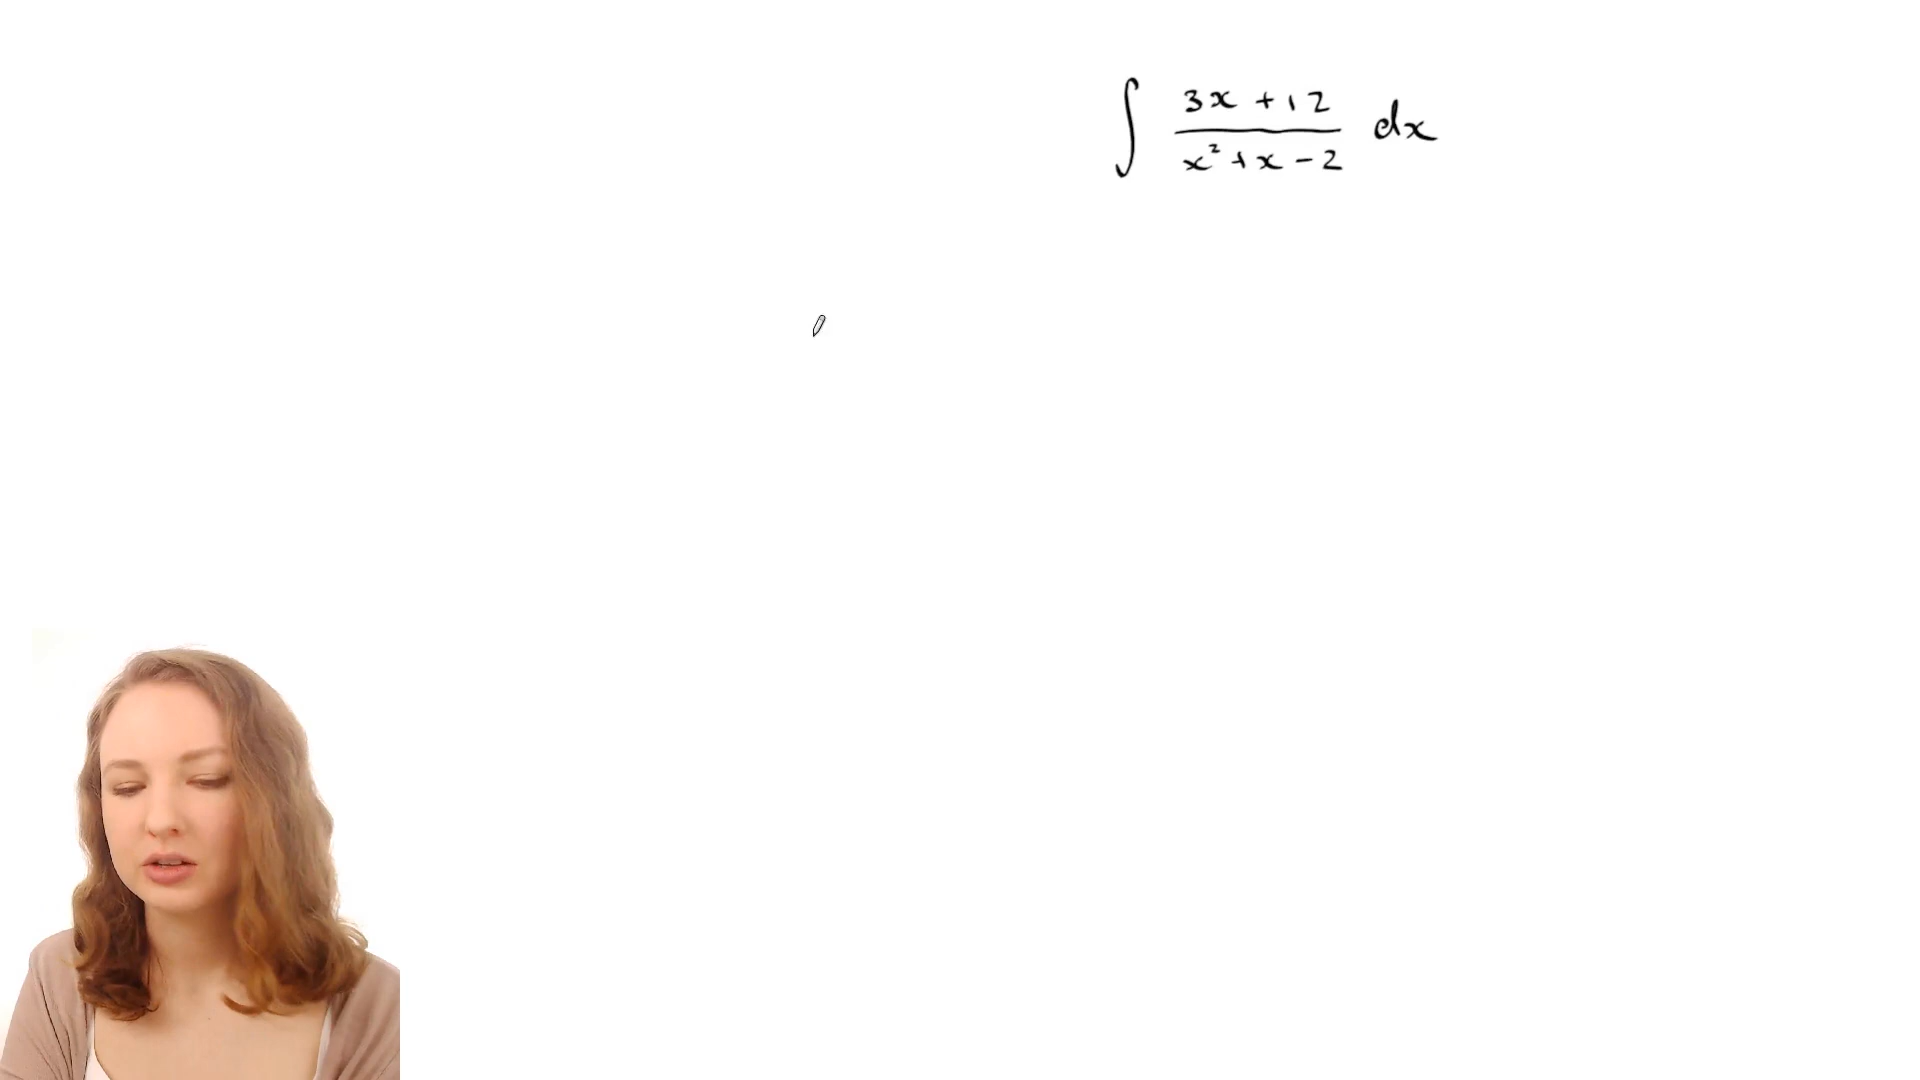 ∫ (3x + 12)/(x² + x − 2) dx